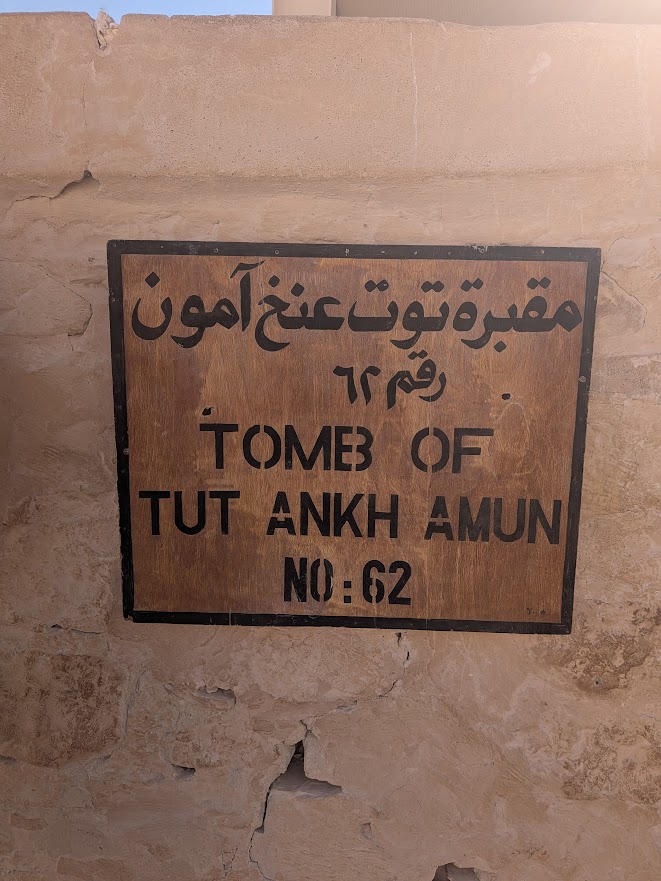 مقبرة توت عنخ آمون
رقم ٦٢
TOMB OF
TUT ANKH AMUN
NO: 62